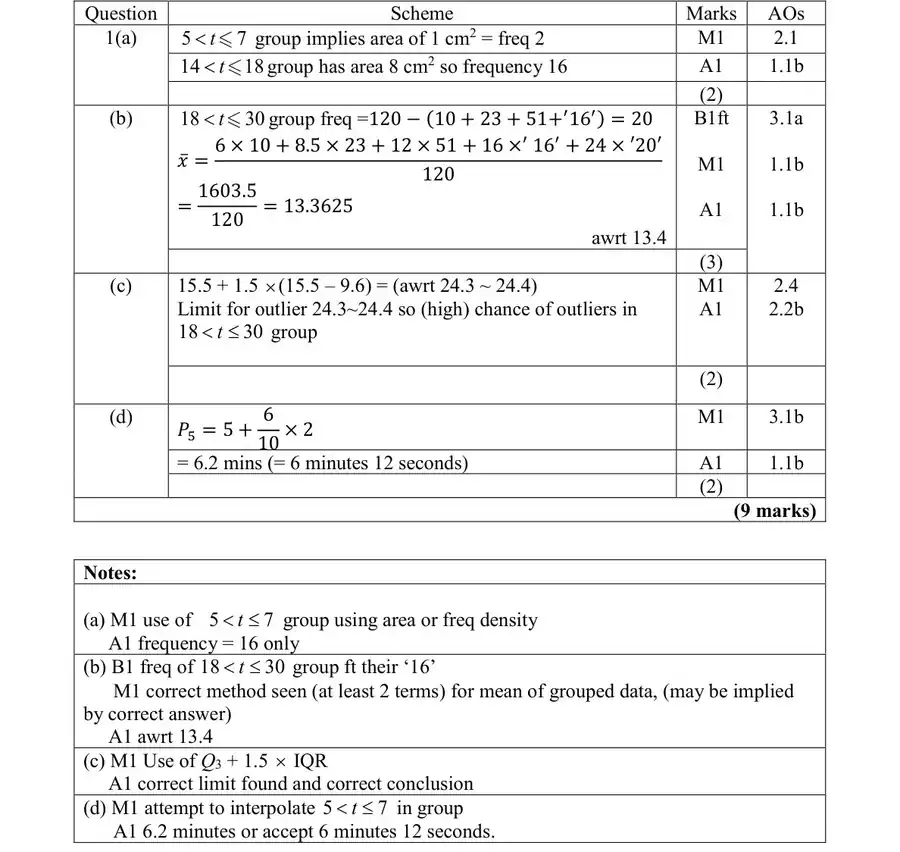 Question Scheme Marks AOs
1(a) 5 < t ⩽ 7 group implies area of 1 cm² = freq 2 M1 2.1
14 < t ⩽ 18 group has area 8 cm² so frequency 16 A1 1.1b
(2)
(b) 18 < t ⩽ 30 group freq =120 − (10 + 23 + 51+′16′) = 20 B1ft 3.1a
x̄ = (6 × 10 + 8.5 × 23 + 12 × 51 + 16 ×′ 16′ + 24 × ′20′)/120 M1 1.1b
= 1603.5/120 = 13.3625 A1 1.1b
awrt 13.4
(3)
(c) 15.5 + 1.5 ×(15.5 – 9.6) = (awrt 24.3 ~ 24.4) M1 2.4
Limit for outlier 24.3~24.4 so (high) chance of outliers in A1 2.2b
18 < t ≤ 30 group
(2)
(d) P₅ = 5 + 6/10 × 2 M1 3.1b
= 6.2 mins (= 6 minutes 12 seconds) A1 1.1b
(2)
(9 marks)
Notes:
(a) M1 use of 5 < t ≤ 7 group using area or freq density
A1 frequency = 16 only
(b) B1 freq of 18 < t ≤ 30 group ft their ‘16’
M1 correct method seen (at least 2 terms) for mean of grouped data, (may be implied
by correct answer)
A1 awrt 13.4
(c) M1 Use of Q₃ + 1.5 × IQR
A1 correct limit found and correct conclusion
(d) M1 attempt to interpolate 5 < t ≤ 7 in group
A1 6.2 minutes or accept 6 minutes 12 seconds.